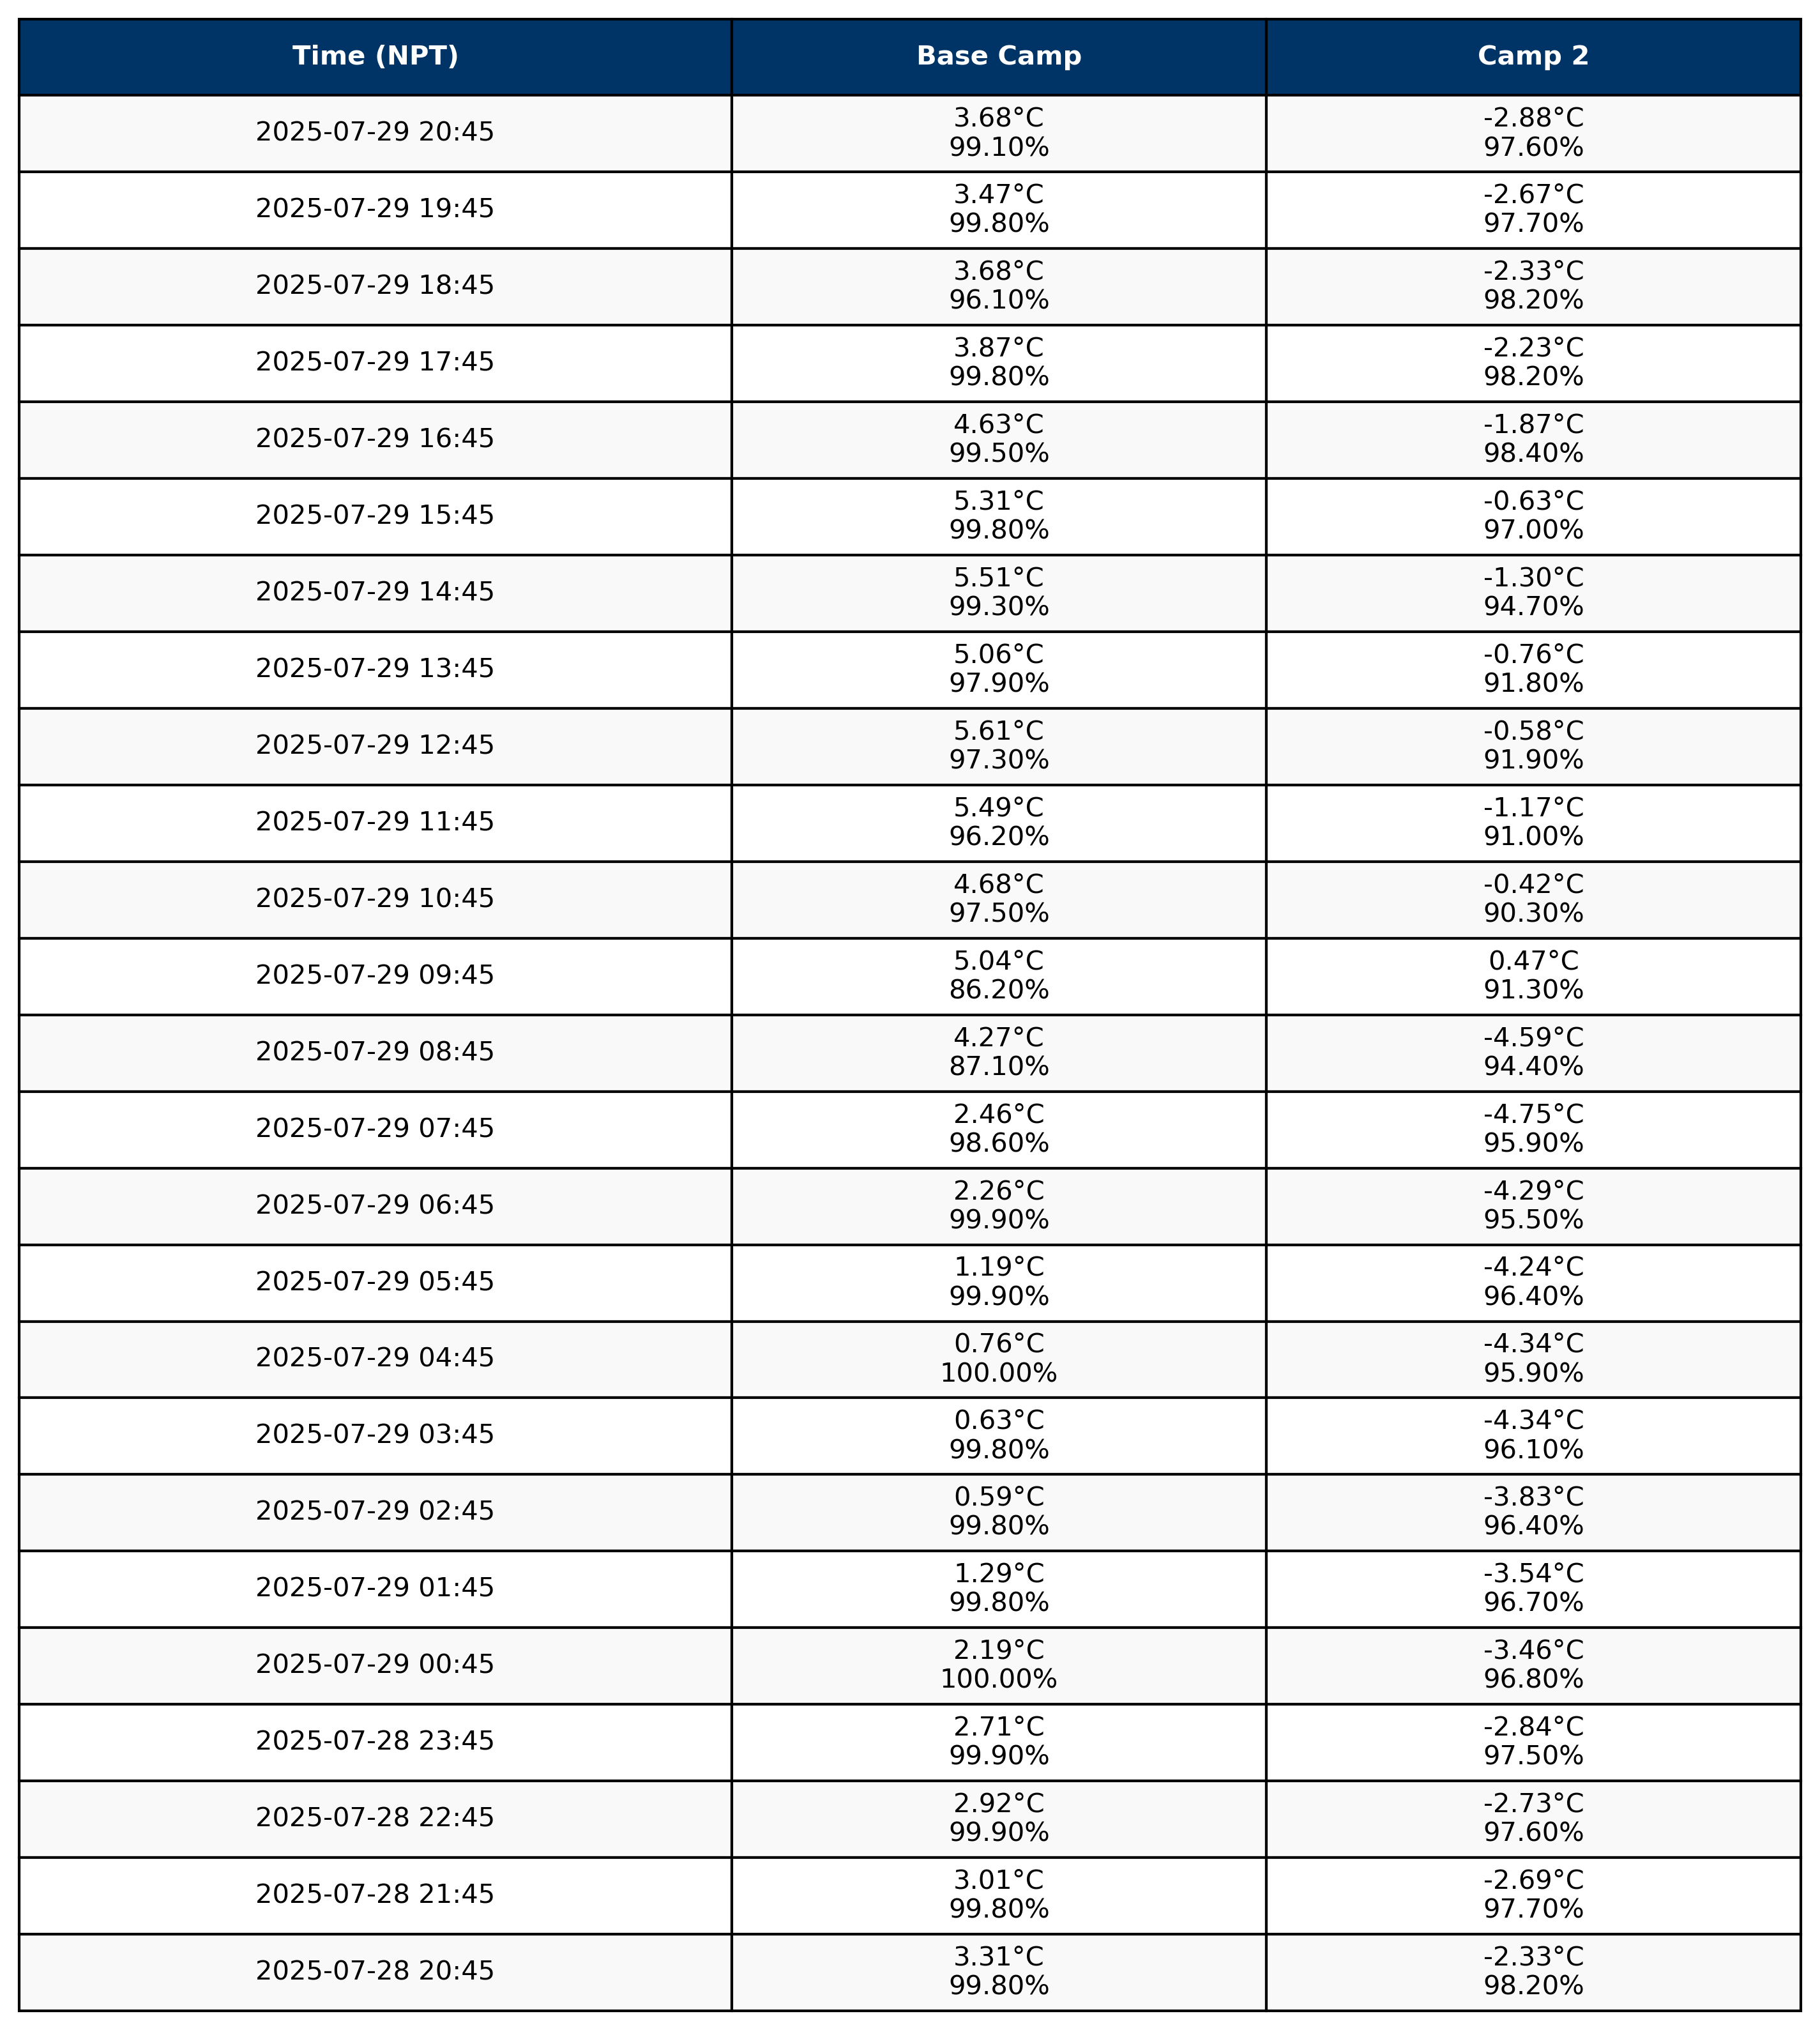 Time (NPT) Base Camp Camp 2
2025-07-29 20:45 3.68°C -2.88°C
99.10% 97.60%
2025-07-29 19:45 3.47°C -2.67°C
99.80% 97.70%
2025-07-29 18:45 3.68°C -2.33°C
96.10% 98.20%
2025-07-29 17:45 3.87°C -2.23°C
99.80% 98.20%
2025-07-29 16:45 4.63°C -1.87°C
99.50% 98.40%
2025-07-29 15:45 5.31°C -0.63°C
99.80% 97.00%
2025-07-29 14:45 5.51°C -1.30°C
99.30% 94.70%
2025-07-29 13:45 5.06°C -0.76°C
97.90% 91.80%
2025-07-29 12:45 5.61°C -0.58°C
97.30% 91.90%
2025-07-29 11:45 5.49°C -1.17°C
96.20% 91.00%
2025-07-29 10:45 4.68°C -0.42°C
97.50% 90.30%
2025-07-29 09:45 5.04°C 0.47°C
86.20% 91.30%
2025-07-29 08:45 4.27°C -4.59°C
87.10% 94.40%
2025-07-29 07:45 2.46°C -4.75°C
98.60% 95.90%
2025-07-29 06:45 2.26°C -4.29°C
99.90% 95.50%
2025-07-29 05:45 1.19°C -4.24°C
99.90% 96.40%
2025-07-29 04:45 0.76°C -4.34°C
100.00% 95.90%
2025-07-29 03:45 0.63°C -4.34°C
99.80% 96.10%
2025-07-29 02:45 0.59°C -3.83°C
99.80% 96.40%
2025-07-29 01:45 1.29°C -3.54°C
99.80% 96.70%
2025-07-29 00:45 2.19°C -3.46°C
100.00% 96.80%
2025-07-28 23:45 2.71°C -2.84°C
99.90% 97.50%
2025-07-28 22:45 2.92°C -2.73°C
99.90% 97.60%
2025-07-28 21:45 3.01°C -2.69°C
99.80% 97.70%
2025-07-28 20:45 3.31°C -2.33°C
99.80% 98.20%